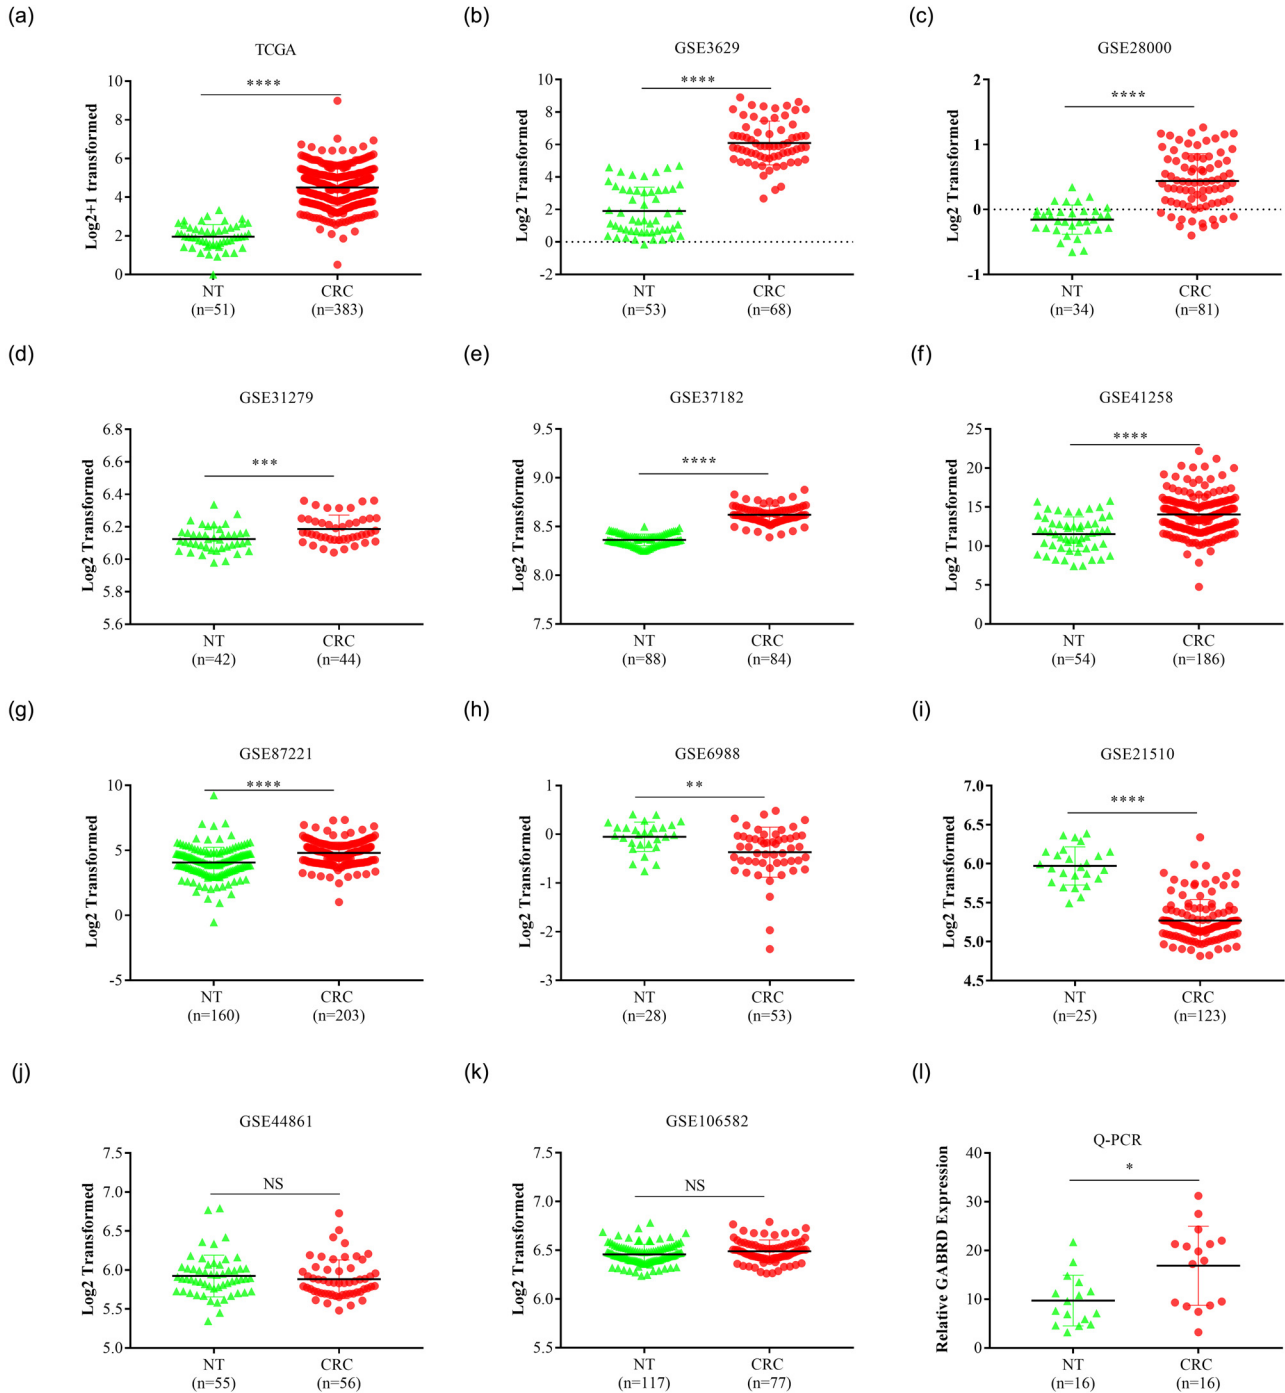 (a)
TCGA
Log2+1 transformed
10
8
6
4
2
0
****
NT
(n=51)
CRC
(n=383)
(b)
GSE3629
Log2 Transformed
10
8
6
4
2
0
-2
****
NT
(n=53)
CRC
(n=68)
(c)
GSE28000
Log2 Transformed
2
1
0
-1
****
NT
(n=34)
CRC
(n=81)
(d)
GSE31279
Log2 Transformed
6.8
6.6
6.4
6.2
6.0
5.8
5.6
***
NT
(n=42)
CRC
(n=44)
(e)
GSE37182
Log2 Transformed
9.5
9.0
8.5
8.0
7.5
****
NT
(n=88)
CRC
(n=84)
(f)
GSE41258
Log2 Transformed
25
20
15
10
5
0
****
NT
(n=54)
CRC
(n=186)
(g)
GSE87221
Log2 Transformed
10
5
0
-5
****
NT
(n=160)
CRC
(n=203)
(h)
GSE6988
Log2 Transformed
1
0
-1
-2
-3
**
NT
(n=28)
CRC
(n=53)
(i)
GSE21510
Log2 Transformed
7.0
6.5
6.0
5.5
5.0
4.5
****
NT
(n=25)
CRC
(n=123)
(j)
GSE44861
Log2 Transformed
7.5
7.0
6.5
6.0
5.5
5.0
NS
NT
(n=55)
CRC
(n=56)
(k)
GSE106582
Log2 Transformed
7.5
7.0
6.5
6.0
5.5
NS
NT
(n=117)
CRC
(n=77)
(l)
Q-PCR
Relative GABRD Expression
40
30
20
10
0
*
NT
(n=16)
CRC
(n=16)